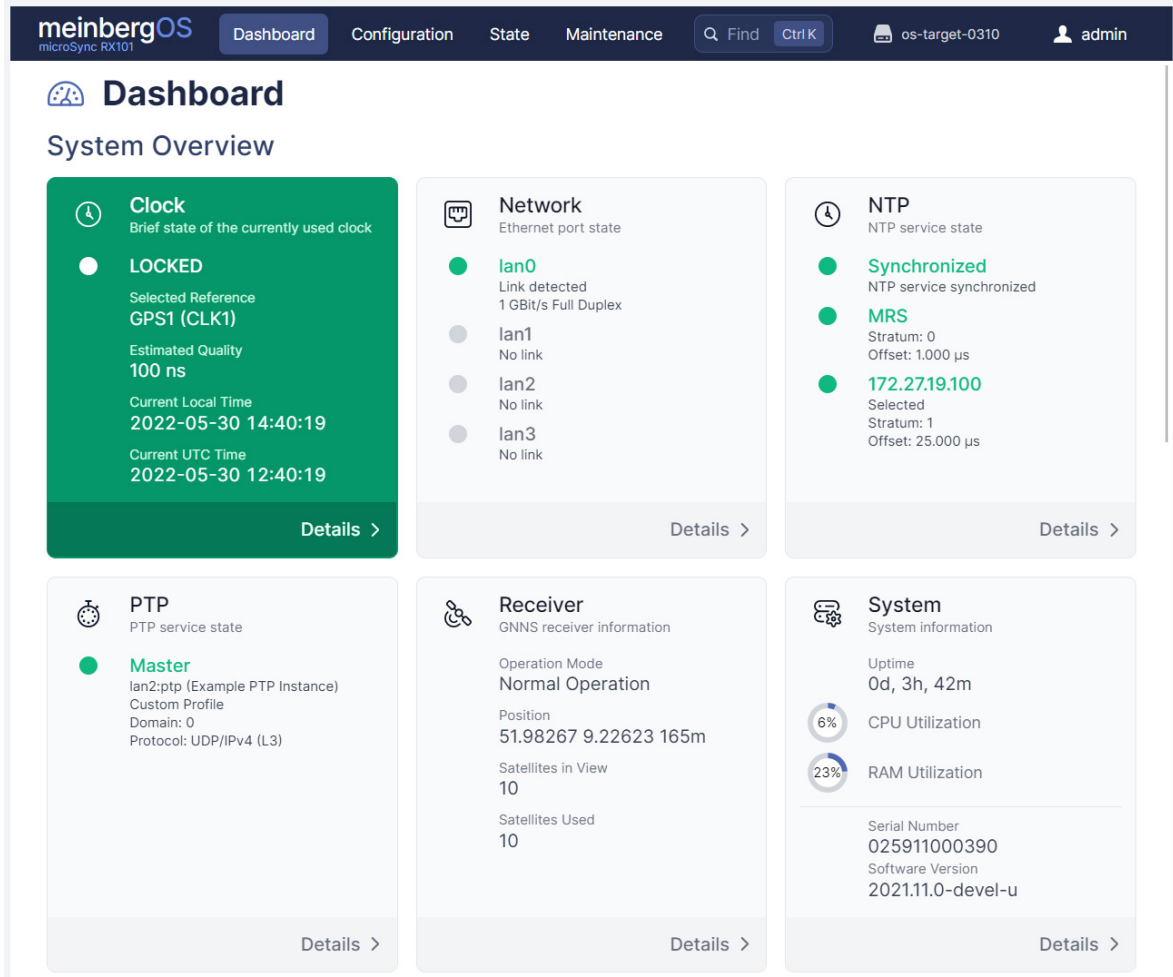 meinbergOS
microSync RX101
Dashboard Configuration State Maintenance Find Ctrl K os-target-0310 admin
Dashboard
System Overview
Clock
Brief state of the currently used clock
LOCKED
Selected Reference
GPS1 (CLK1)
Estimated Quality
100 ns
Current Local Time
2022-05-30 14:40:19
Current UTC Time
2022-05-30 12:40:19
Details
Network
Ethernet port state
lan0
Link detected
1 GBit/s Full Duplex
lan1
No link
lan2
No link
lan3
No link
Details
NTP
NTP service state
Synchronized
NTP service synchronized
MRS
Stratum: 0
Offset: 1.000 µs
172.27.19.100
Selected
Stratum: 1
Offset: 25.000 µs
Details
PTP
PTP service state
Master
lan2:ptp (Example PTP Instance)
Custom Profile
Domain: 0
Protocol: UDP/IPv4 (L3)
Details
Receiver
GNNS receiver information
Operation Mode
Normal Operation
Position
51.98267 9.22623 165m
Satellites in View
10
Satellites Used
10
Details
System
System information
Uptime
0d, 3h, 42m
6% CPU Utilization
23% RAM Utilization
Serial Number
025911000390
Software Version
2021.11.0-devel-u
Details